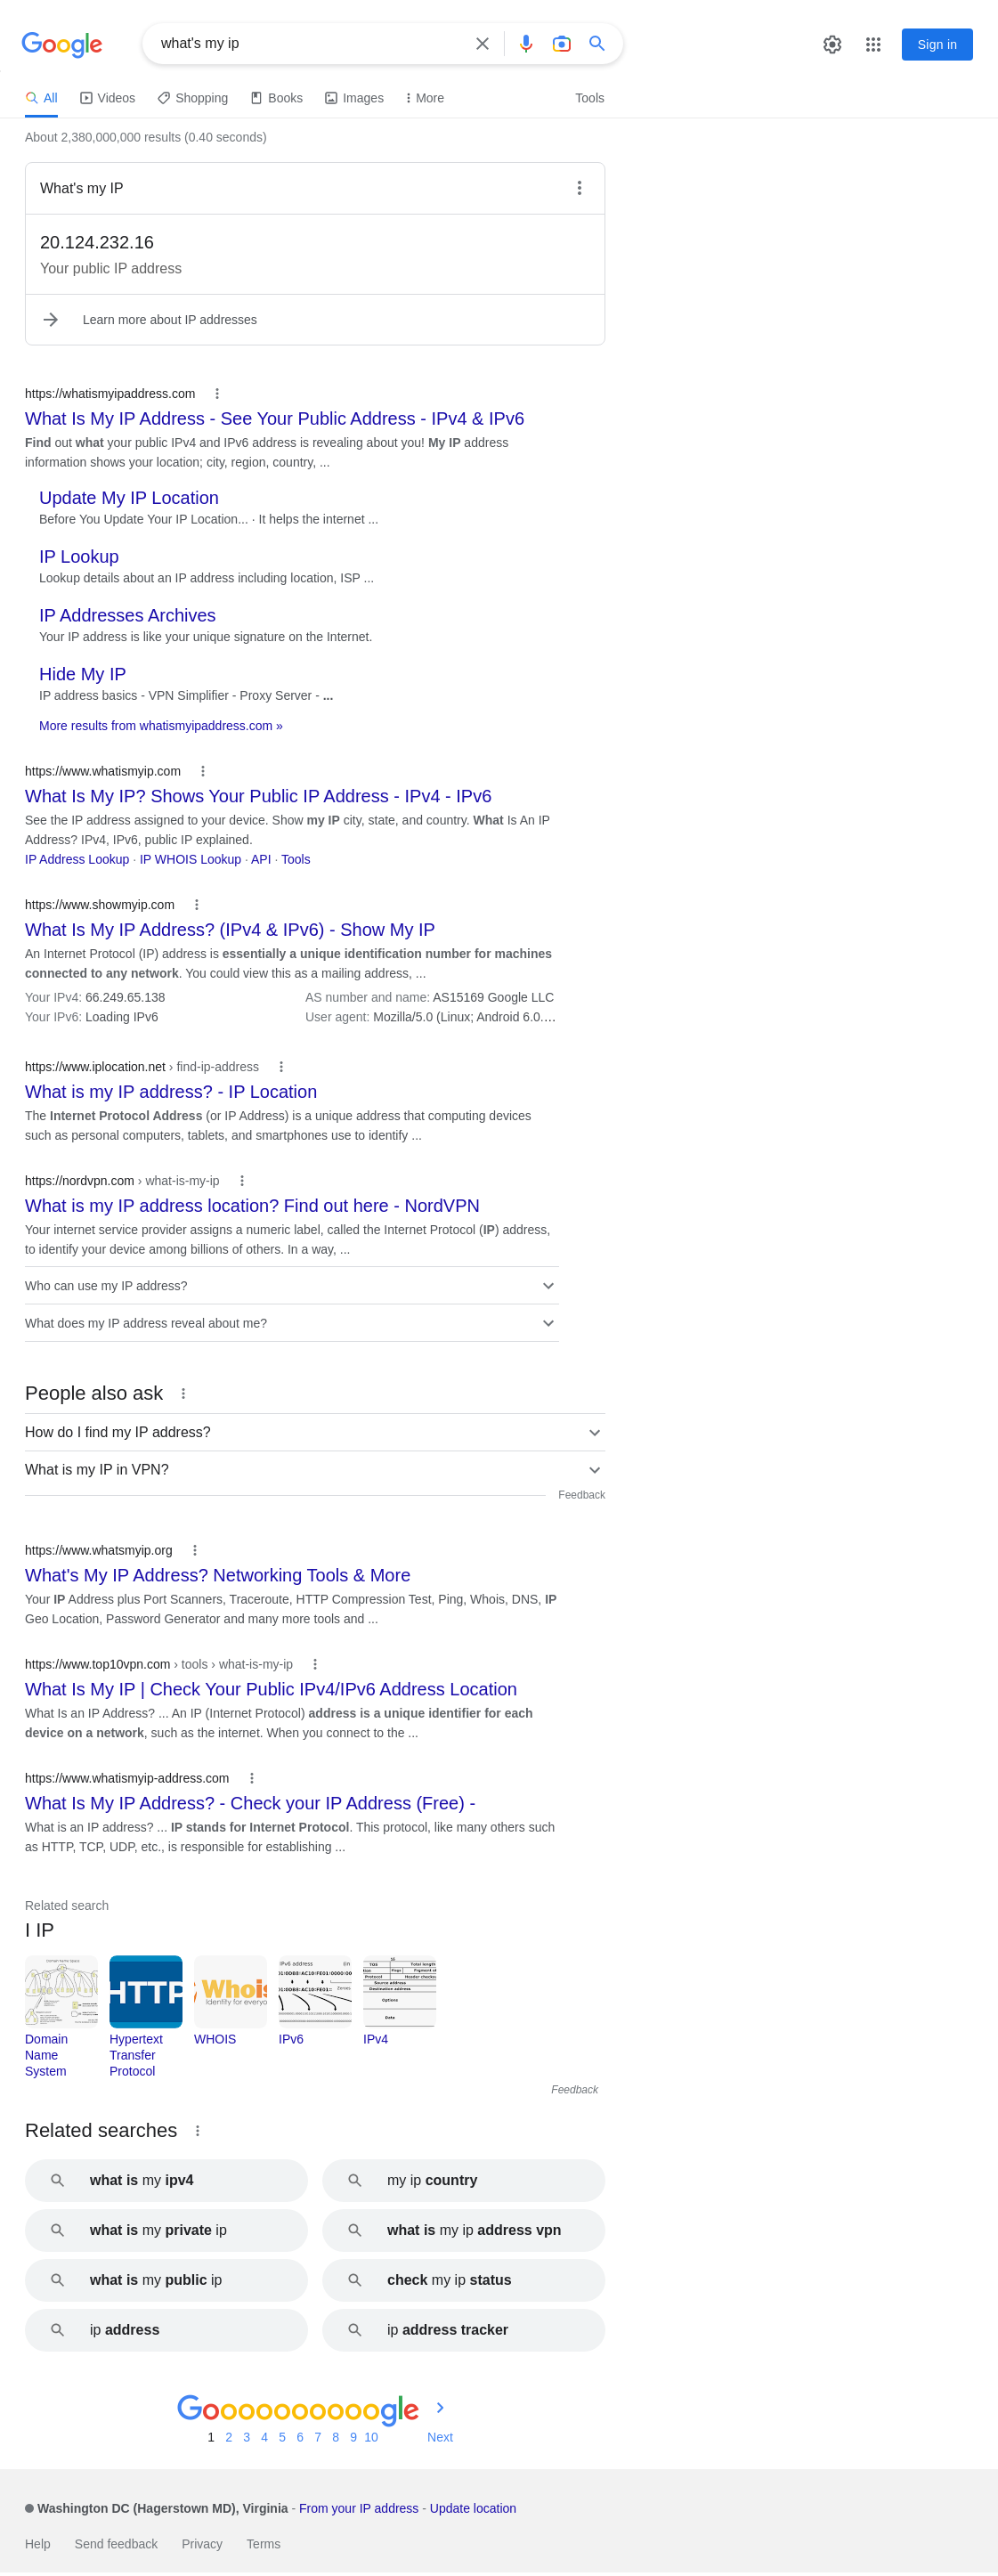 Google
what's my ip
Sign in
All Videos Shopping Books Images More Tools
About 2,380,000,000 results (0.40 seconds)
What's my IP
20.124.232.16
Your public IP address
Learn more about IP addresses
https://whatismyipaddress.com
What Is My IP Address - See Your Public Address - IPv4 & IPv6
Find out what your public IPv4 and IPv6 address is revealing about you! My IP address
information shows your location; city, region, country, ...
Update My IP Location
Before You Update Your IP Location... · It helps the internet ...
IP Lookup
Lookup details about an IP address including location, ISP ...
IP Addresses Archives
Your IP address is like your unique signature on the Internet.
Hide My IP
IP address basics - VPN Simplifier - Proxy Server - ...
More results from whatismyipaddress.com »
https://www.whatismyip.com
What Is My IP? Shows Your Public IP Address - IPv4 - IPv6
See the IP address assigned to your device. Show my IP city, state, and country. What Is An IP
Address? IPv4, IPv6, public IP explained.
IP Address Lookup · IP WHOIS Lookup · API · Tools
https://www.showmyip.com
What Is My IP Address? (IPv4 & IPv6) - Show My IP
An Internet Protocol (IP) address is essentially a unique identification number for machines
connected to any network. You could view this as a mailing address, ...
Your IPv4: 66.249.65.138 AS number and name: AS15169 Google LLC
Your IPv6: Loading IPv6 User agent: Mozilla/5.0 (Linux; Android 6.0....
https://www.iplocation.net › find-ip-address
What is my IP address? - IP Location
The Internet Protocol Address (or IP Address) is a unique address that computing devices
such as personal computers, tablets, and smartphones use to identify ...
https://nordvpn.com › what-is-my-ip
What is my IP address location? Find out here - NordVPN
Your internet service provider assigns a numeric label, called the Internet Protocol (IP) address,
to identify your device among billions of others. In a way, ...
Who can use my IP address?
What does my IP address reveal about me?
People also ask
How do I find my IP address?
What is my IP in VPN?
Feedback
https://www.whatsmyip.org
What's My IP Address? Networking Tools & More
Your IP Address plus Port Scanners, Traceroute, HTTP Compression Test, Ping, Whois, DNS, IP
Geo Location, Password Generator and many more tools and ...
https://www.top10vpn.com › tools › what-is-my-ip
What Is My IP | Check Your Public IPv4/IPv6 Address Location
What Is an IP Address? ... An IP (Internet Protocol) address is a unique identifier for each
device on a network, such as the internet. When you connect to the ...
https://www.whatismyip-address.com
What Is My IP Address? - Check your IP Address (Free) -
What is an IP address? ... IP stands for Internet Protocol. This protocol, like many others such
as HTTP, TCP, UDP, etc., is responsible for establishing ...
Related search
I IP
HTTP Whois
Identity for everyo
IPv6 address
Total length
Protocol Header checks
Source address
Destination address
Options
Data
Domain Name System
Hypertext Transfer Protocol
WHOIS
IPv6
IPv4
Feedback
Related searches
what is my ipv4
my ip country
what is my private ip
what is my ip address vpn
what is my public ip
check my ip status
ip address
ip address tracker
Goooooooooogle
1 2 3 4 5 6 7 8 9 10 Next
Washington DC (Hagerstown MD), Virginia - From your IP address - Update location
Help Send feedback Privacy Terms